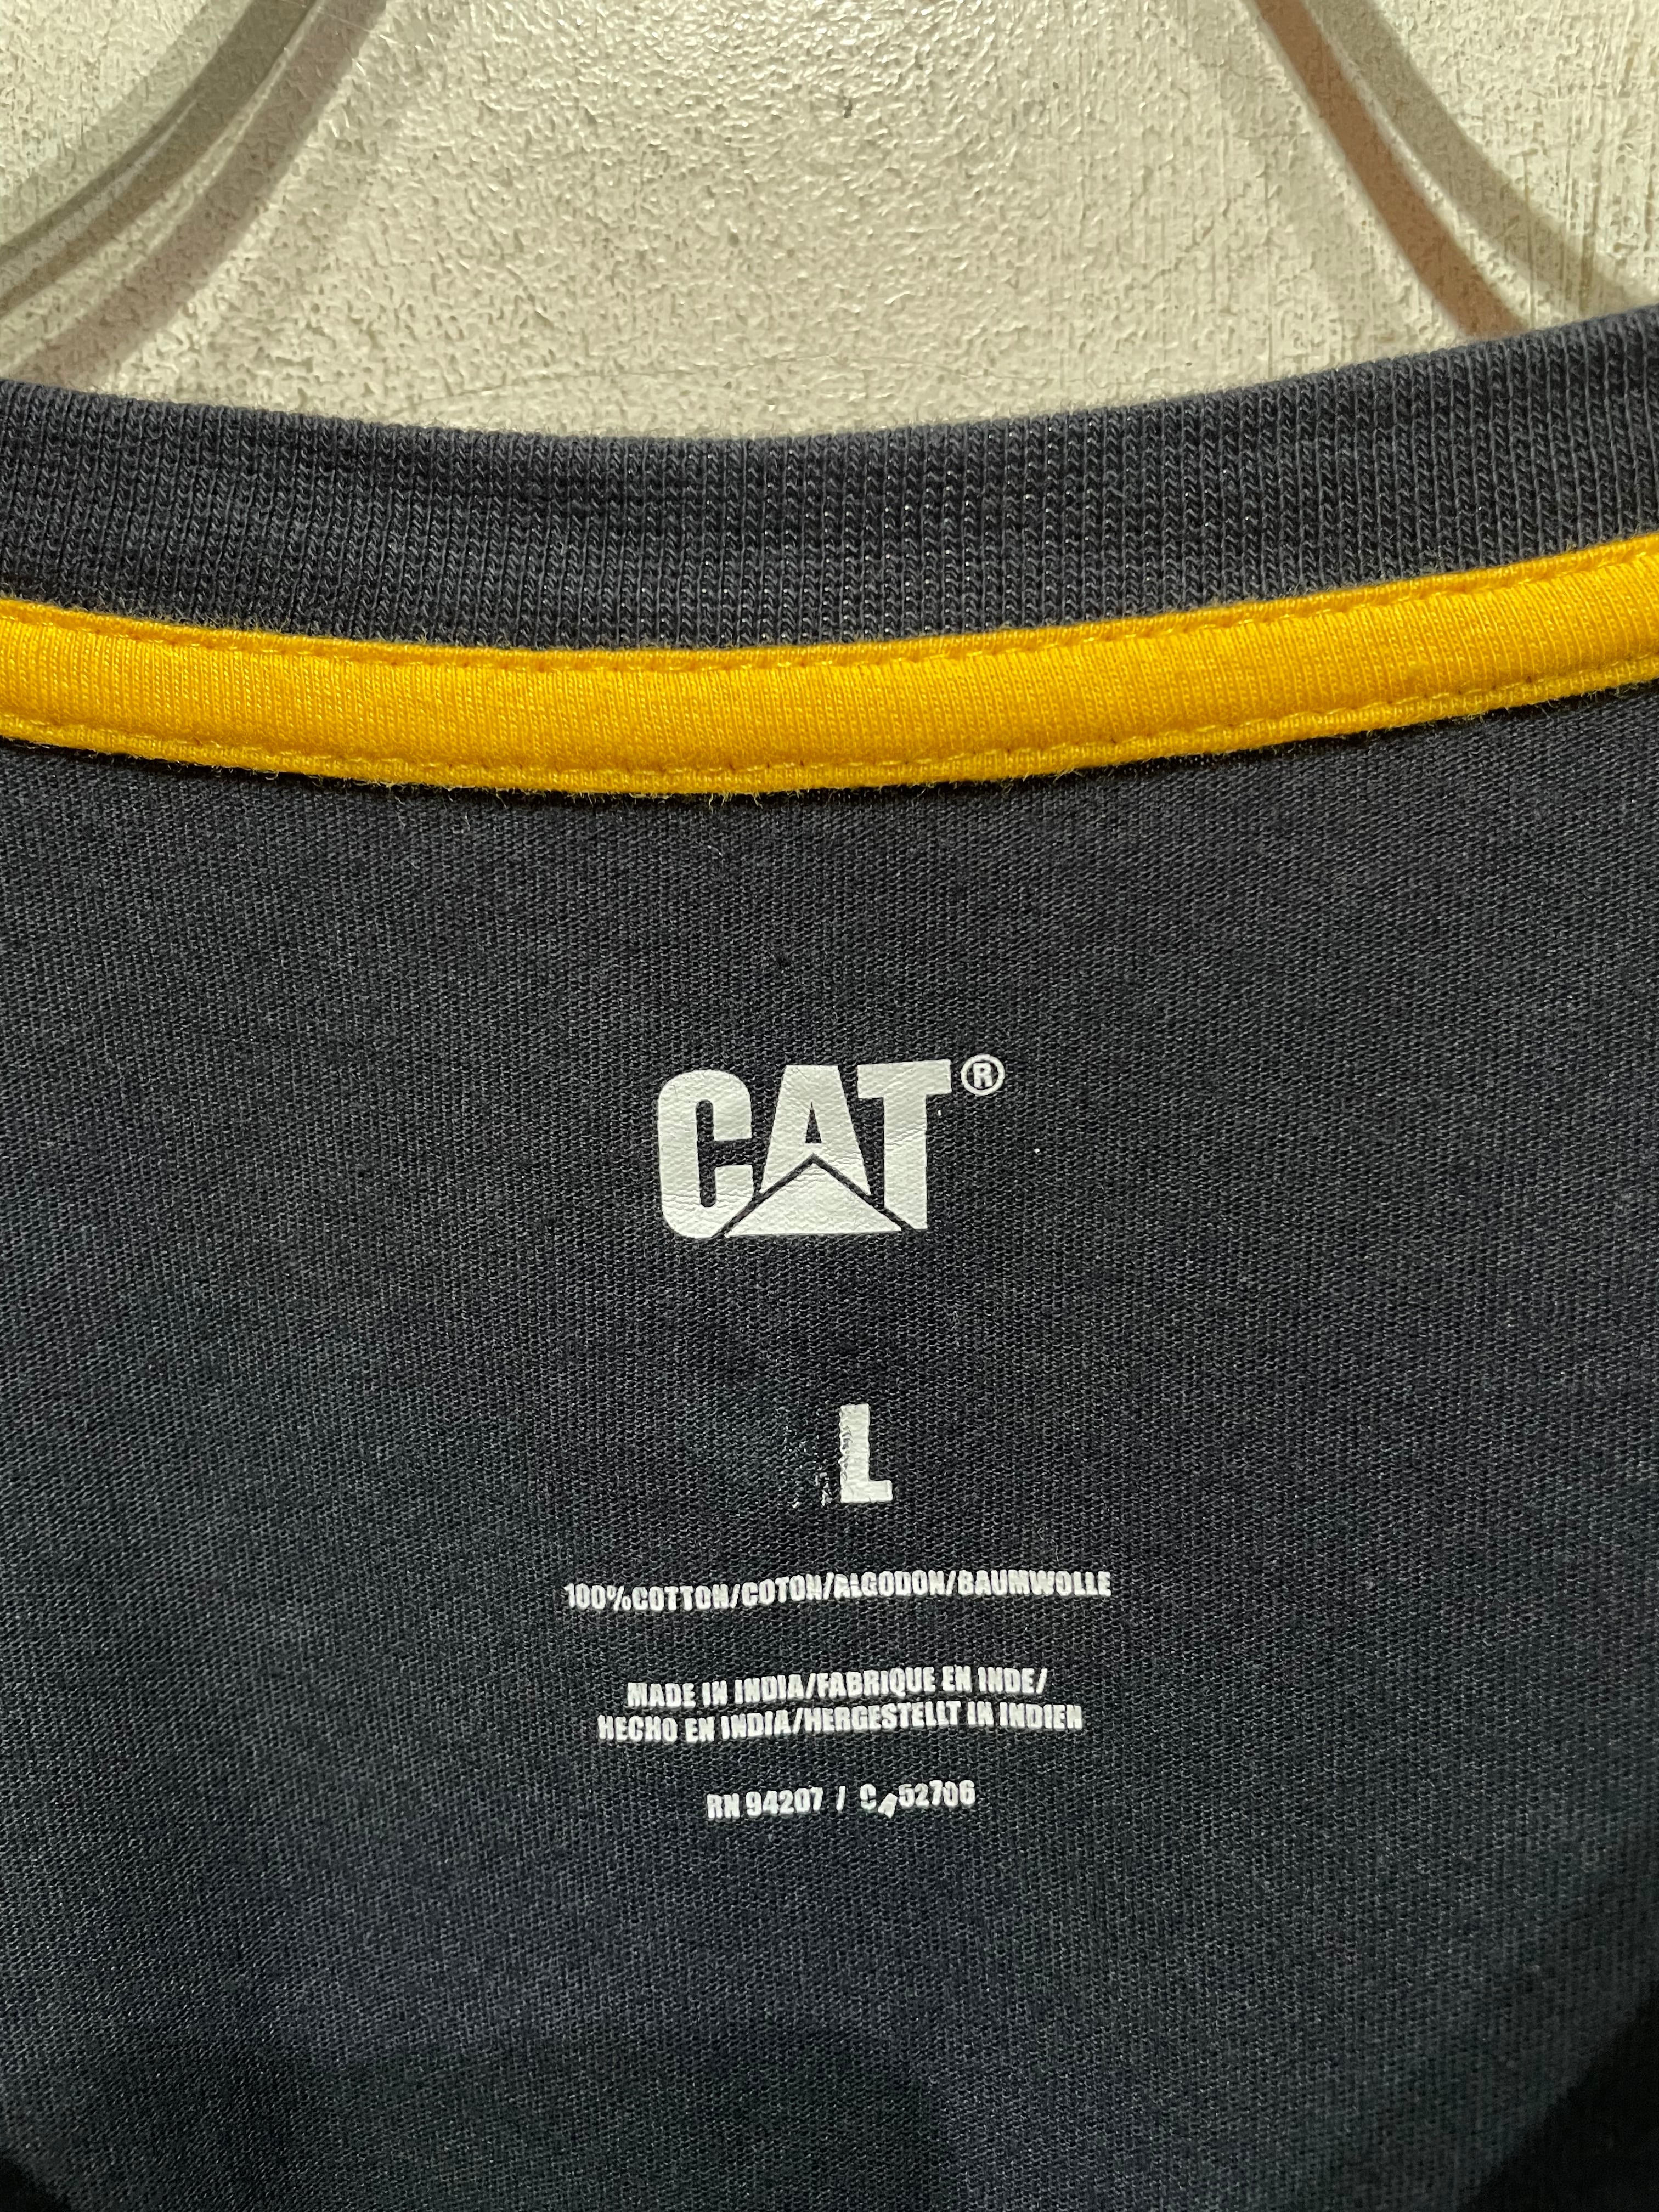 CAT®
L
100%COTTON/COTON/ALGODON/BAUMWOLLE
MADE IN INDIA/FABRIQUE EN INDE/
HECHO EN INDIA/HERGESTELLT IN INDIEN
RN 94207 / C 52706